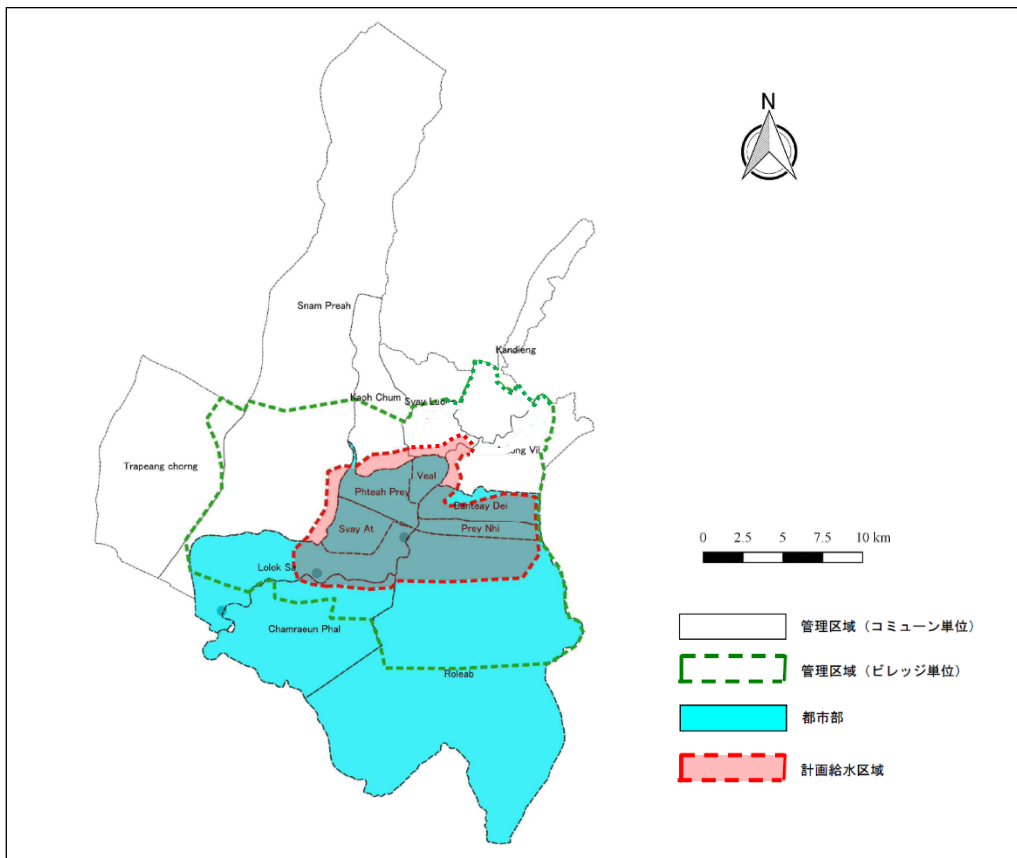 N
Snam Preah
Kandieng
Kaoh Chum
Svay Luo
Trapeang chorng
Veal
Phteah Prey
Banteay Dei
Svay At
Prey Nhi
Lolok Sa
Chamraeun Phal
Roleab
0 2.5 5 7.5 10 km
管理区域（コミューン単位）
管理区域（ビレッジ単位）
都市部
計画給水区域